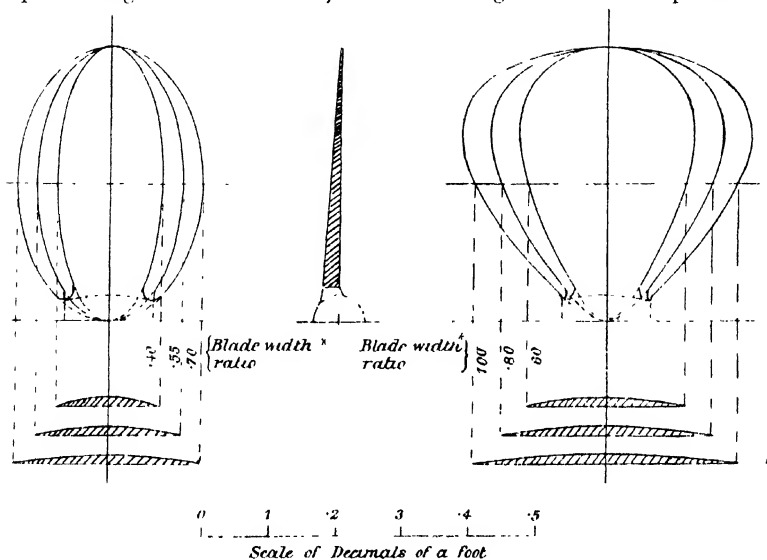 ·40 ·55 ·70 { Blade width * ratio
Blade width * ratio } 100 ·80 60
0 1 ·2 3 ·4 ·5
Scale of Decimals of a foot